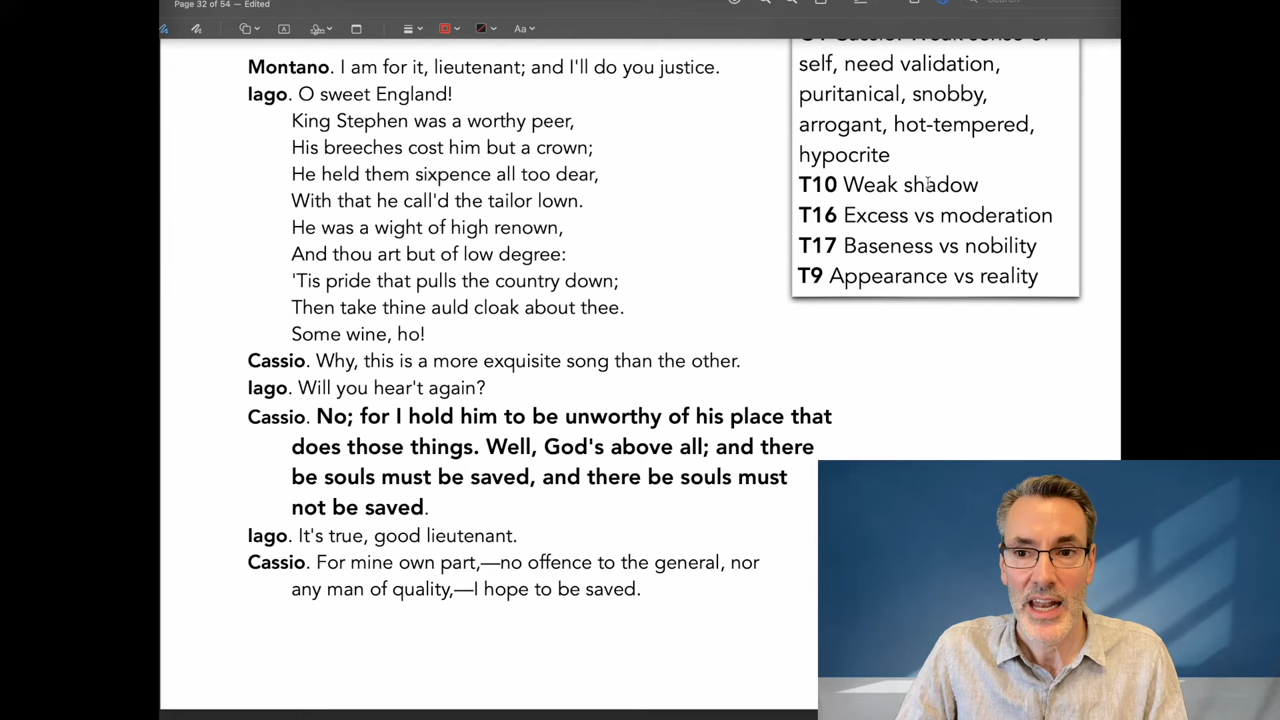 Page 32 of 54 — Edited
Aa
Montano. I am for it, lieutenant; and I'll do you justice.
Iago. O sweet England!
King Stephen was a worthy peer,
His breeches cost him but a crown;
He held them sixpence all too dear,
With that he call'd the tailor lown.
He was a wight of high renown,
And thou art but of low degree:
'Tis pride that pulls the country down;
Then take thine auld cloak about thee.
Some wine, ho!
Cassio. Why, this is a more exquisite song than the other.
Iago. Will you hear't again?
Cassio. No; for I hold him to be unworthy of his place that
does those things. Well, God's above all; and there
be souls must be saved, and there be souls must
not be saved.
Iago. It's true, good lieutenant.
Cassio. For mine own part,—no offence to the general, nor
any man of quality,—I hope to be saved.
self, need validation,
puritanical, snobby,
arrogant, hot-tempered,
hypocrite
T10 Weak shadow
T16 Excess vs moderation
T17 Baseness vs nobility
T9 Appearance vs reality